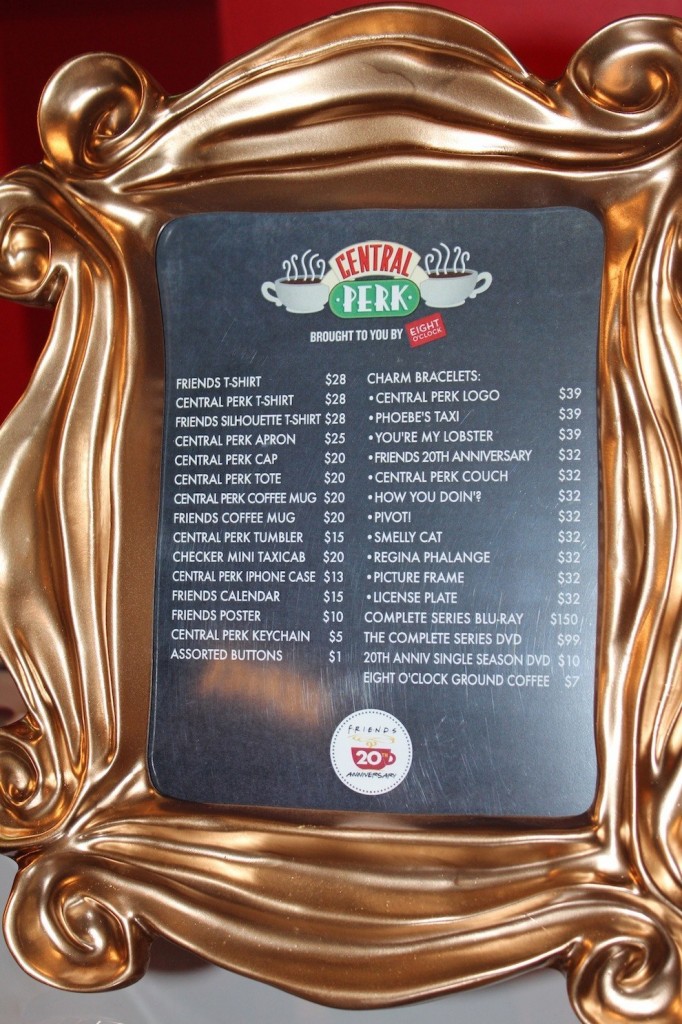 CENTRAL
PERK
BROUGHT TO YOU BY EIGHT O'CLOCK
FRIENDS T-SHIRT $28
CENTRAL PERK T-SHIRT $28
FRIENDS SILHOUETTE T-SHIRT $28
CENTRAL PERK APRON $25
CENTRAL PERK CAP $20
CENTRAL PERK TOTE $20
CENTRAL PERK COFFEE MUG $20
FRIENDS COFFEE MUG $20
CENTRAL PERK TUMBLER $15
CHECKER MINI TAXICAB $20
CENTRAL PERK IPHONE CASE $13
FRIENDS CALENDAR $15
FRIENDS POSTER $10
CENTRAL PERK KEYCHAIN $5
ASSORTED BUTTONS $1
CHARM BRACELETS:
• CENTRAL PERK LOGO $39
• PHOEBE'S TAXI $39
• YOU'RE MY LOBSTER $39
• FRIENDS 20TH ANNIVERSARY $32
• CENTRAL PERK COUCH $32
• HOW YOU DOIN'? $32
• PIVOT! $32
• SMELLY CAT $32
• REGINA PHALANGE $32
• PICTURE FRAME $32
• LICENSE PLATE $32
COMPLETE SERIES BLU-RAY $150
THE COMPLETE SERIES DVD $99
20TH ANNIV SINGLE SEASON DVD $10
EIGHT O'CLOCK GROUND COFFEE $7
FRIENDS
20TH
ANNIVERSARY